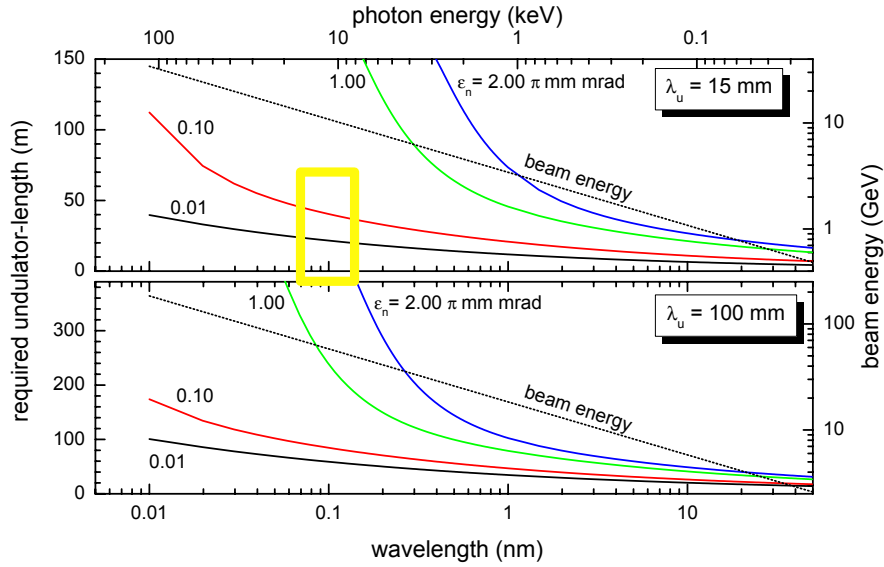 photon energy (keV)
100 10 1 0.1
150
100
50
0
required undulator-length (m)
1.00
εn = 2.00 π mm mrad
λu = 15 mm
0.10
0.01
beam energy
10
1
beam energy (GeV)
300
200
100
0
1.00
εn = 2.00 π mm mrad
λu = 100 mm
0.10
0.01
beam energy
100
10
0.01 0.1 1 10
wavelength (nm)